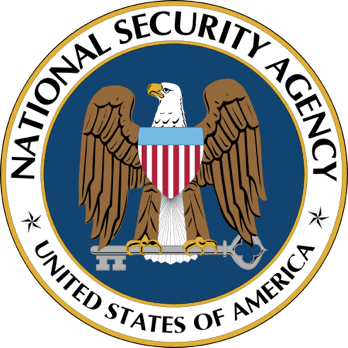 NATIONAL SECURITY AGENCY
UNITED STATES OF AMERICA